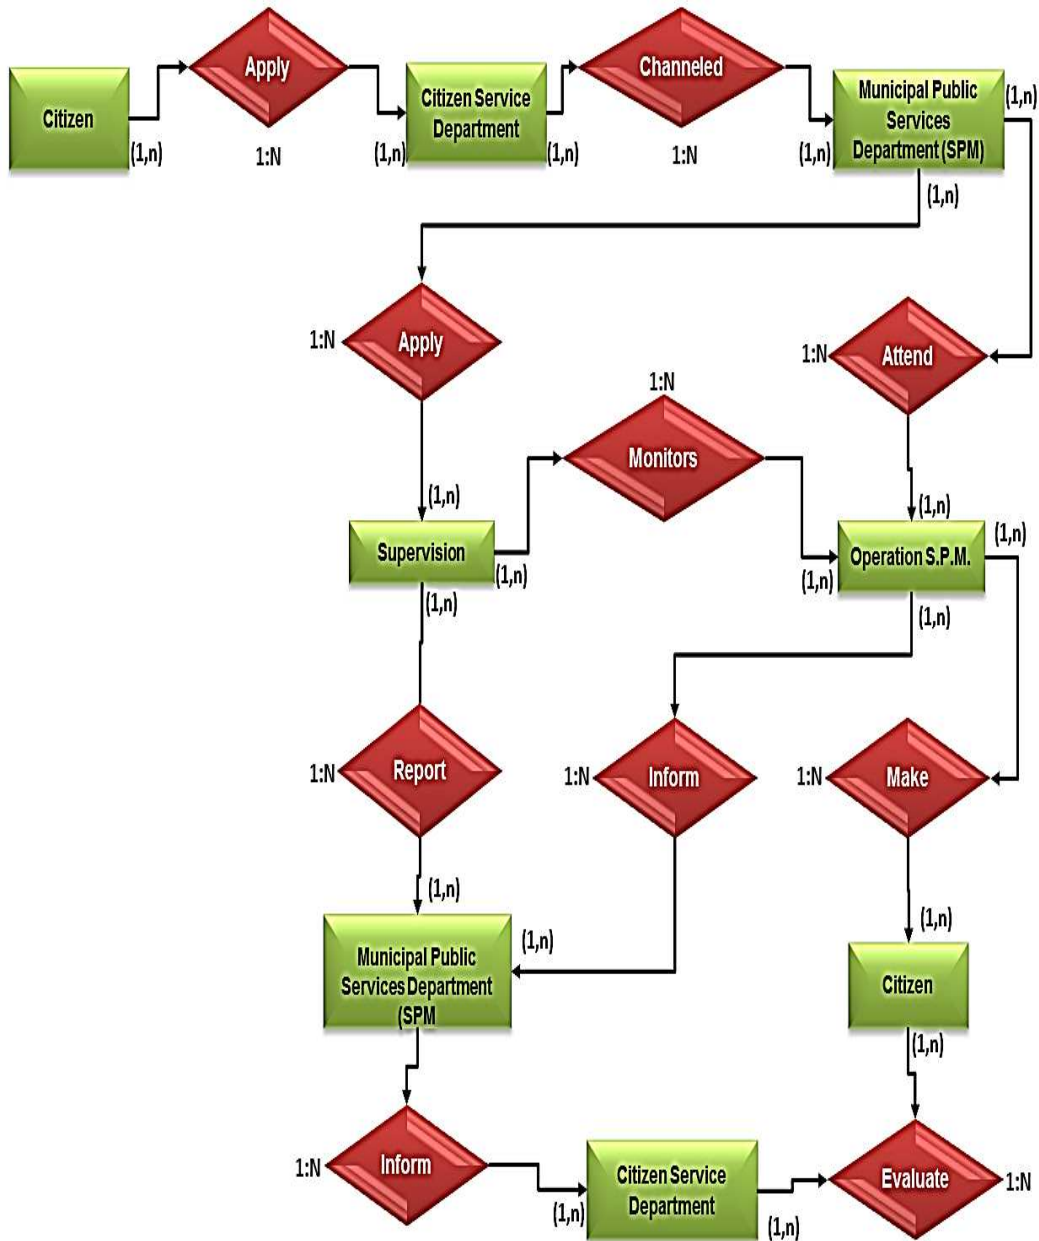 Citizen
(1,n)
Apply
1:N
(1,n)
Citizen Service
Department
(1,n)
Channeled
1:N
(1,n)
Municipal Public
Services
Department (SPM)
(1,n)
(1,n)
Apply
1:N
Attend
1:N
(1,n)
Supervision
(1,n)
(1,n)
1:N
Monitors
(1,n)
(1,n)
Operation S.P.M.
(1,n)
(1,n)
1:N
Report
1:N
Inform
1:N
Make
(1,n)
Municipal Public
Services Department
(SPM
(1,n)
(1,n)
Citizen
(1,n)
1:N
Inform
(1,n)
Citizen Service
Department
(1,n)
Evaluate
1:N